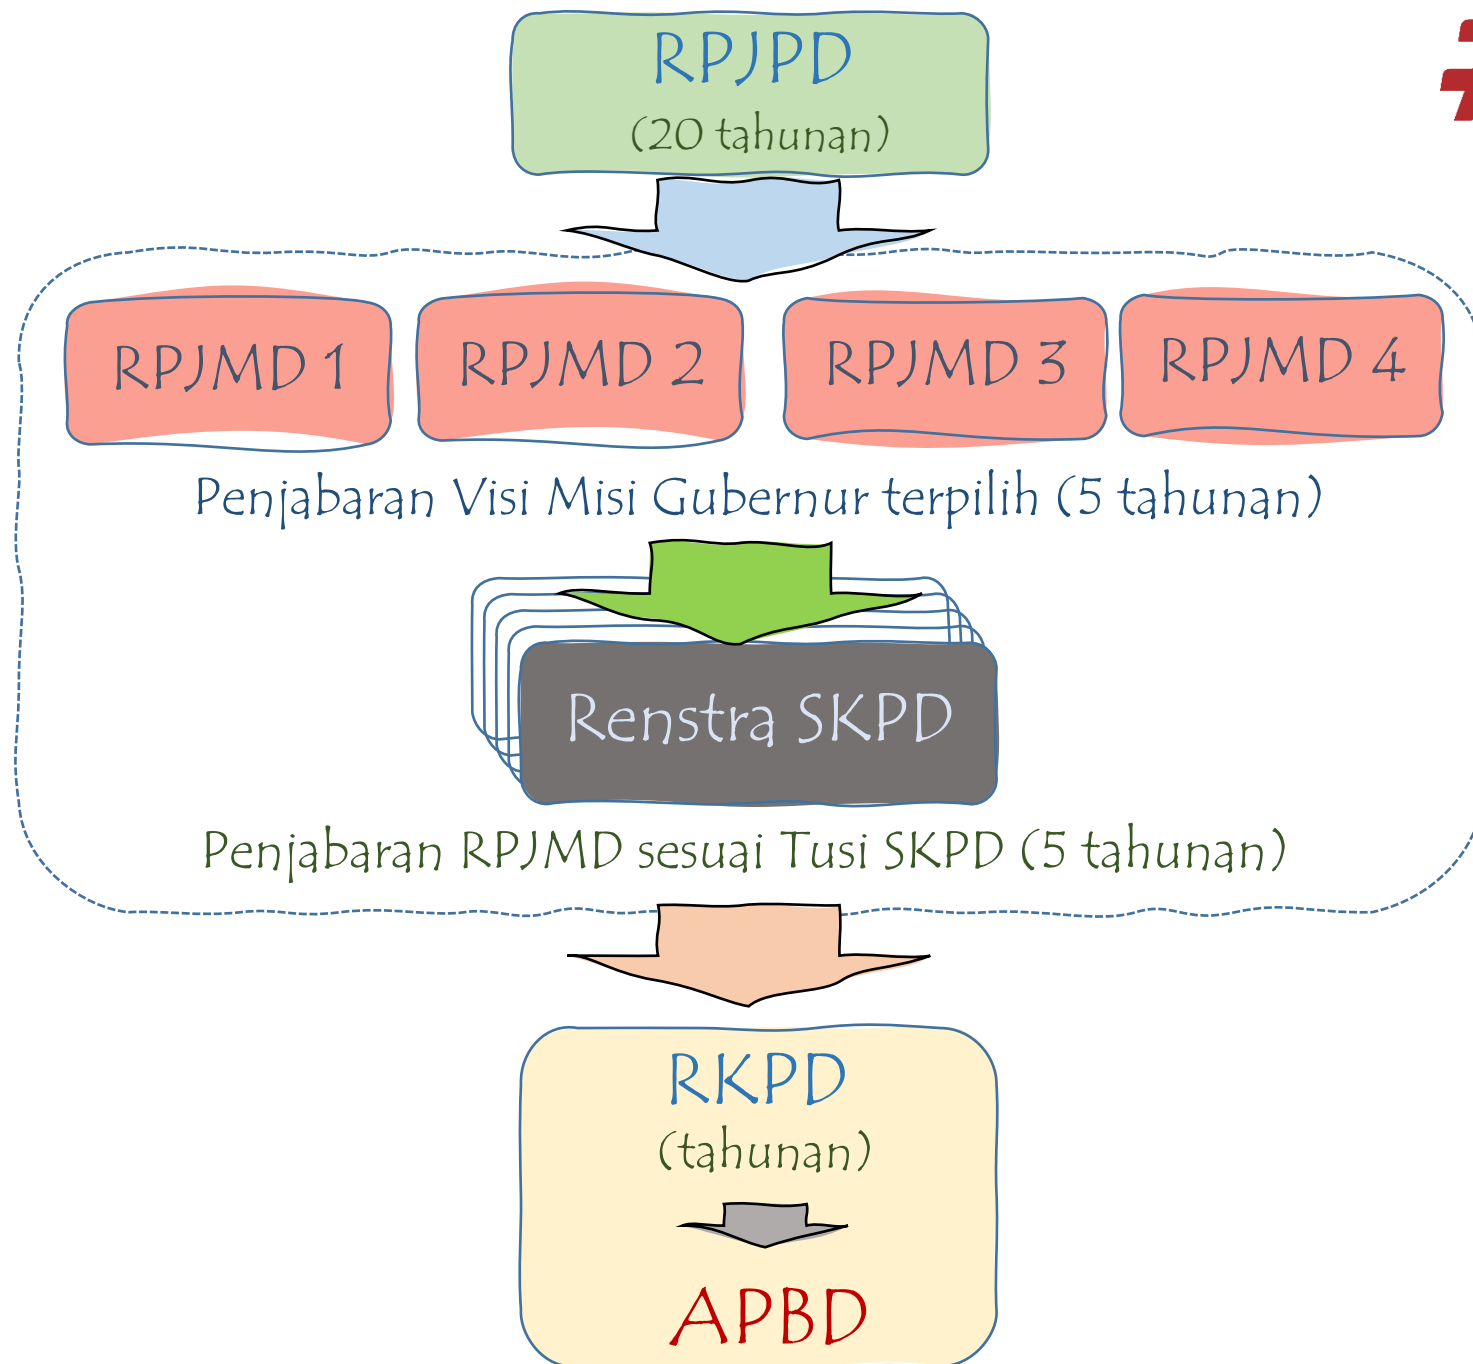 RPJPD
(20 tahunan)
RPJMD 1
RPJMD 2
RPJMD 3
RPJMD 4
Penjabaran Visi Misi Gubernur terpilih (5 tahunan)
Renstra SKPD
Penjabaran RPJMD sesuai Tusi SKPD (5 tahunan)
RKPD
(tahunan)
APBD